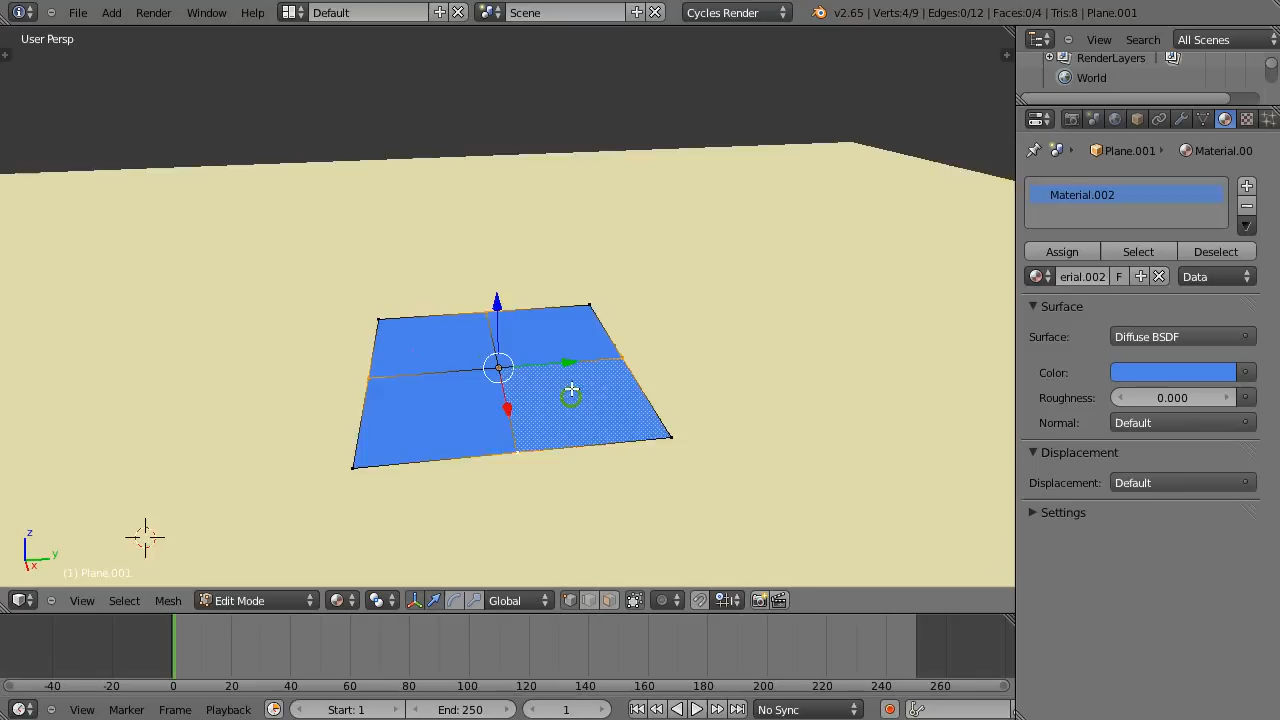 File Add Render Window Help Default Scene Cycles Render v2.65 | Verts:4/9 | Edges:0/12 | Faces:0/4 | Tris:8 | Plane.001
User Persp
View Search All Scenes
RenderLayers
World
Plane.001 Material.00
Material.002
Assign Select Deselect
erial.002 F Data
Surface
Surface: Diffuse BSDF
Color:
Roughness: 0.000
Normal: Default
Displacement
Displacement: Default
Settings
z
y
x
(1) Plane.001
View Select Mesh Edit Mode Global
-40 -20 0 20 40 60 80 100 120 140 160 180 200 220 240 260
View Marker Frame Playback Start: 1 End: 250 1 No Sync